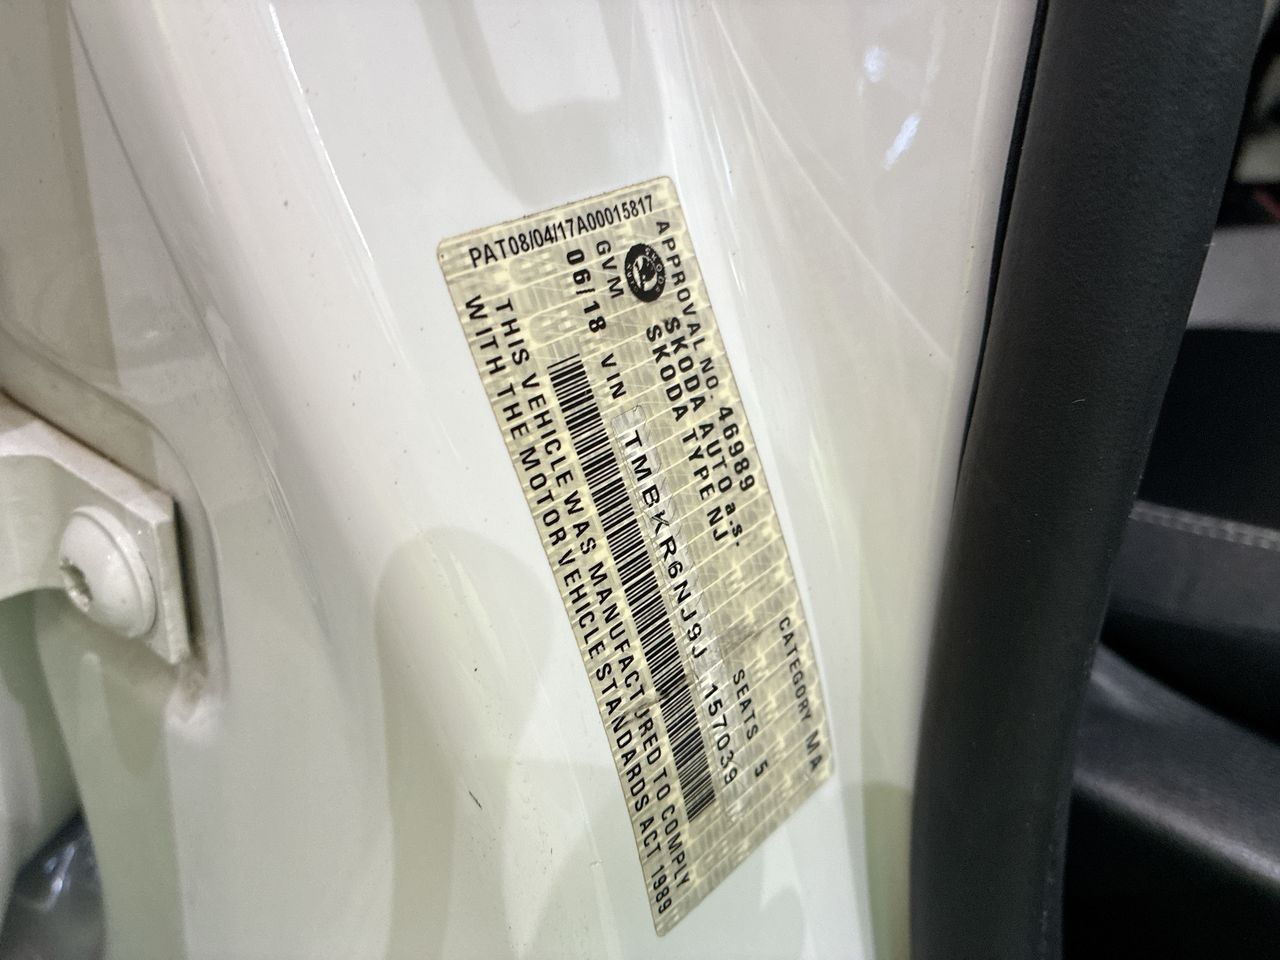 PAT08/04/17A00015817
APPROVAL NO. 46989 CATEGORY MA
SKODA AUTO a.s.
SKODA TYPE NJ
GVM SEATS 5
06/18 VIN TMBKR6NJ9J 157039
THIS VEHICLE WAS MANUFACTURED TO COMPLY
WITH THE MOTOR VEHICLE STANDARDS ACT 1989